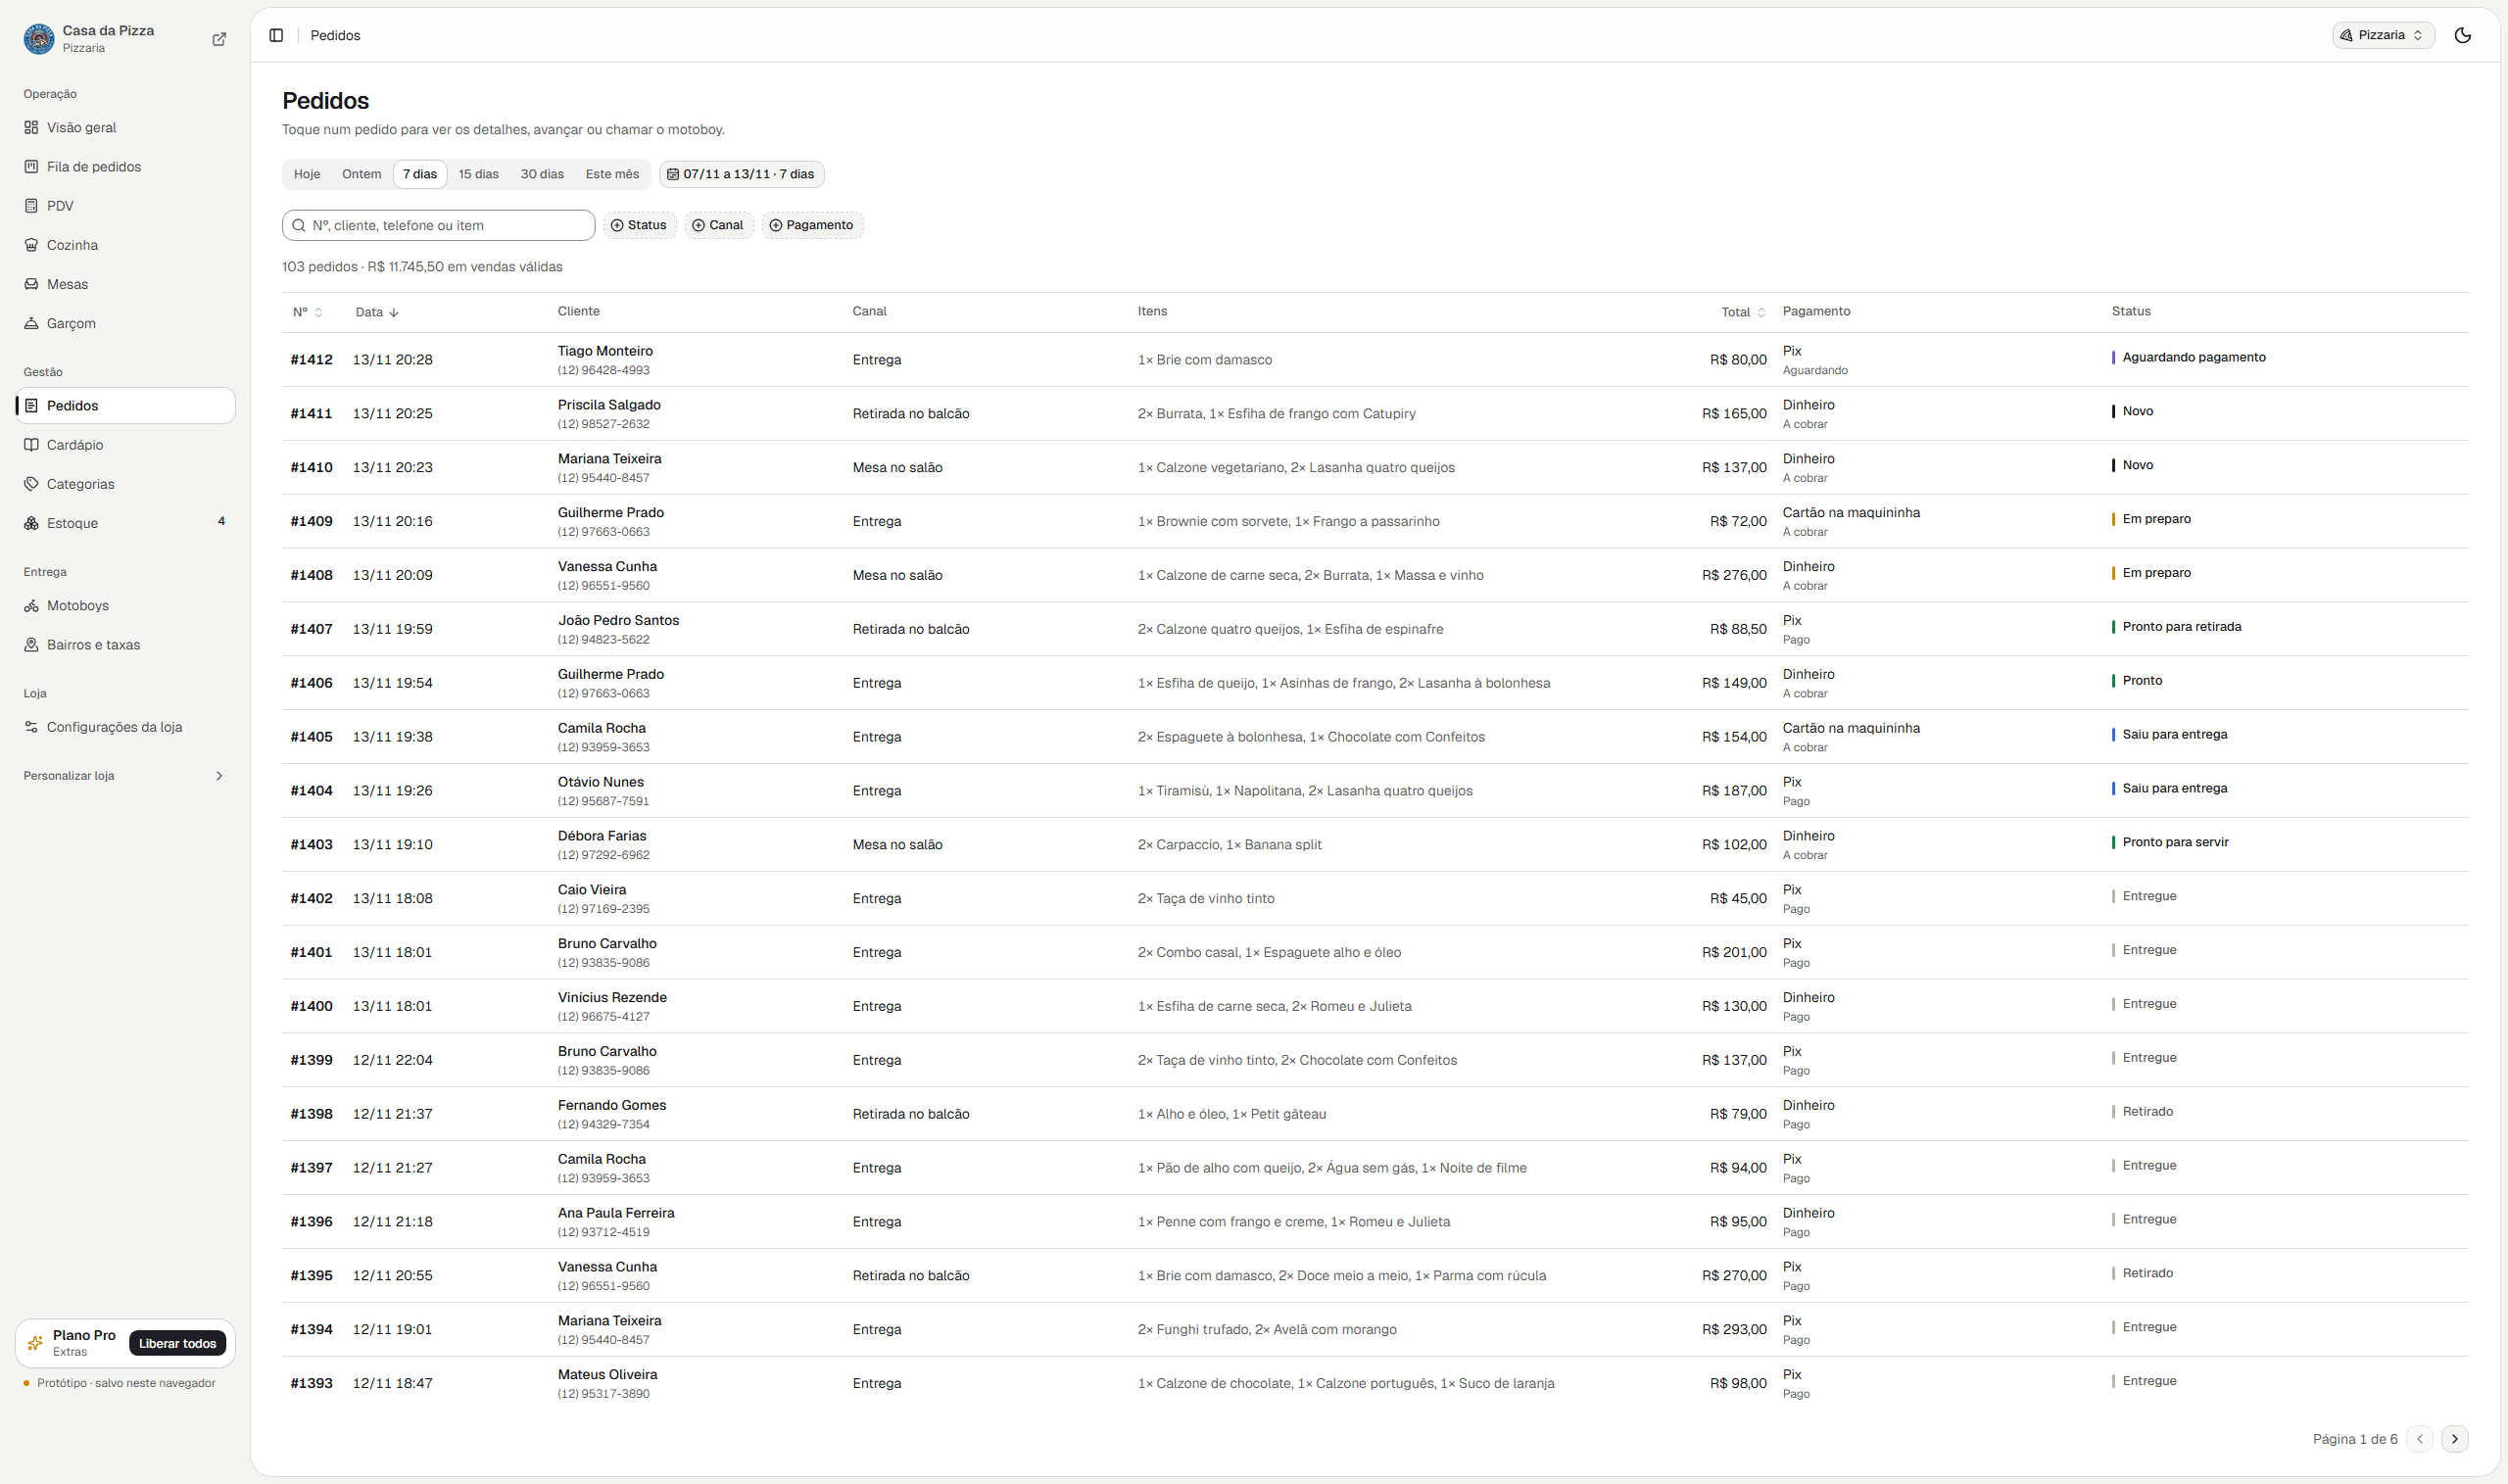 Casa da Pizza
Pizzaria
Operação
Visão geral
Fila de pedidos
PDV
Cozinha
Mesas
Garçom
Gestão
Pedidos
Cardápio
Categorias
Estoque 4
Entrega
Motoboys
Bairros e taxas
Loja
Configurações da loja
Personalizar loja
Plano Pro
Extras
Liberar todos
Protótipo · salvo neste navegador
Pedidos
Pizzaria
Pedidos
Toque num pedido para ver os detalhes, avançar ou chamar o motoboy.
Hoje Ontem 7 dias 15 dias 30 dias Este mês 07/11 a 13/11 · 7 dias
Nº, cliente, telefone ou item Status Canal Pagamento
103 pedidos · R$ 11.745,50 em vendas válidas
Nº Data Cliente Canal Itens Total Pagamento Status
#1412 13/11 20:28 Tiago Monteiro (12) 96428-4993 Entrega 1× Brie com damasco R$ 80,00 Pix Aguardando Aguardando pagamento
#1411 13/11 20:25 Priscila Salgado (12) 98527-2632 Retirada no balcão 2× Burrata, 1× Esfiha de frango com Catupiry R$ 165,00 Dinheiro A cobrar Novo
#1410 13/11 20:23 Mariana Teixeira (12) 95440-8457 Mesa no salão 1× Calzone vegetariano, 2× Lasanha quatro queijos R$ 137,00 Dinheiro A cobrar Novo
#1409 13/11 20:16 Guilherme Prado (12) 97663-0663 Entrega 1× Brownie com sorvete, 1× Frango a passarinho R$ 72,00 Cartão na maquininha A cobrar Em preparo
#1408 13/11 20:09 Vanessa Cunha (12) 96551-9560 Mesa no salão 1× Calzone de carne seca, 2× Burrata, 1× Massa e vinho R$ 276,00 Dinheiro A cobrar Em preparo
#1407 13/11 19:59 João Pedro Santos (12) 94823-5622 Retirada no balcão 2× Calzone quatro queijos, 1× Esfiha de espinafre R$ 88,50 Pix Pago Pronto para retirada
#1406 13/11 19:54 Guilherme Prado (12) 97663-0663 Entrega 1× Esfiha de queijo, 1× Asinhas de frango, 2× Lasanha à bolonhesa R$ 149,00 Dinheiro A cobrar Pronto
#1405 13/11 19:38 Camila Rocha (12) 93959-3653 Entrega 2× Espaguete à bolonhesa, 1× Chocolate com Confeitos R$ 154,00 Cartão na maquininha A cobrar Saiu para entrega
#1404 13/11 19:26 Otávio Nunes (12) 95687-7591 Entrega 1× Tiramisù, 1× Napolitana, 2× Lasanha quatro queijos R$ 187,00 Pix Pago Saiu para entrega
#1403 13/11 19:10 Débora Farias (12) 97292-6962 Mesa no salão 2× Carpaccio, 1× Banana split R$ 102,00 Dinheiro A cobrar Pronto para servir
#1402 13/11 18:08 Caio Vieira (12) 97169-2395 Entrega 2× Taça de vinho tinto R$ 45,00 Pix Pago Entregue
#1401 13/11 18:01 Bruno Carvalho (12) 93835-9086 Entrega 2× Combo casal, 1× Espaguete alho e óleo R$ 201,00 Pix Pago Entregue
#1400 13/11 18:01 Vinícius Rezende (12) 96675-4127 Entrega 1× Esfiha de carne seca, 2× Romeu e Julieta R$ 130,00 Dinheiro Pago Entregue
#1399 12/11 22:04 Bruno Carvalho (12) 93835-9086 Entrega 2× Taça de vinho tinto, 2× Chocolate com Confeitos R$ 137,00 Pix Pago Entregue
#1398 12/11 21:37 Fernando Gomes (12) 94329-7354 Retirada no balcão 1× Alho e óleo, 1× Petit gâteau R$ 79,00 Dinheiro Pago Retirado
#1397 12/11 21:27 Camila Rocha (12) 93959-3653 Entrega 1× Pão de alho com queijo, 2× Água sem gás, 1× Noite de filme R$ 94,00 Pix Pago Entregue
#1396 12/11 21:18 Ana Paula Ferreira (12) 93712-4519 Entrega 1× Penne com frango e creme, 1× Romeu e Julieta R$ 95,00 Dinheiro Pago Entregue
#1395 12/11 20:55 Vanessa Cunha (12) 96551-9560 Retirada no balcão 1× Brie com damasco, 2× Doce meio a meio, 1× Parma com rúcula R$ 270,00 Pix Pago Retirado
#1394 12/11 19:01 Mariana Teixeira (12) 95440-8457 Entrega 2× Funghi trufado, 2× Avelã com morango R$ 293,00 Pix Pago Entregue
#1393 12/11 18:47 Mateus Oliveira (12) 95317-3890 Entrega 1× Calzone de chocolate, 1× Calzone português, 1× Suco de laranja R$ 98,00 Pix Pago Entregue
Página 1 de 6